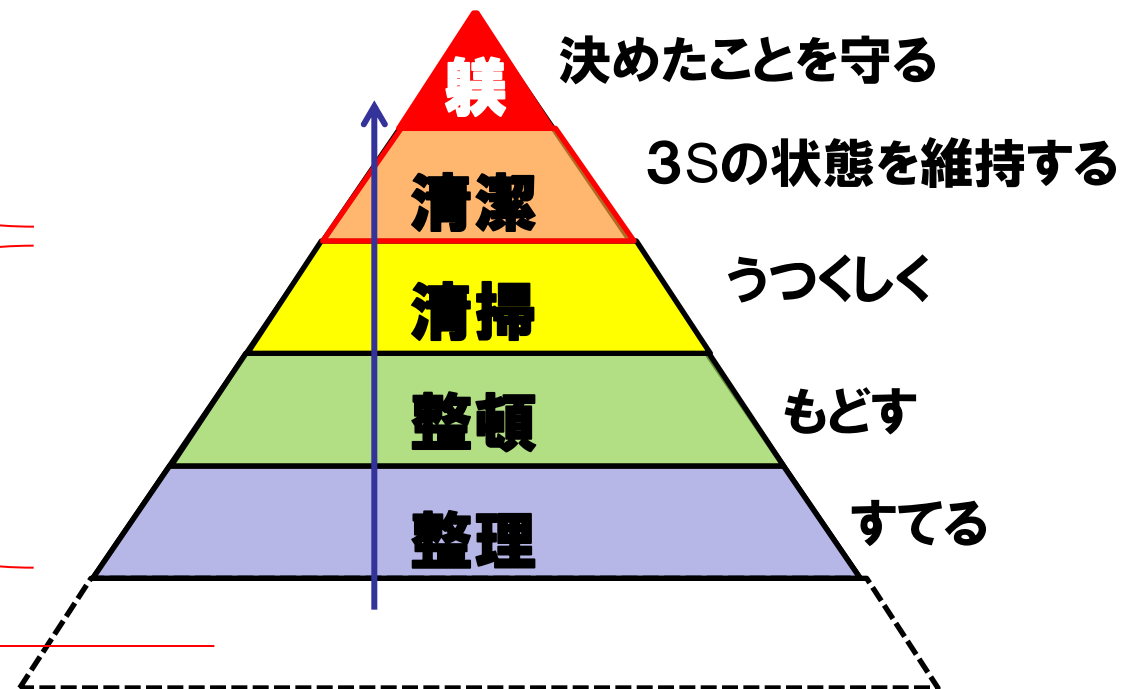 躾
決めたことを守る
清潔
3Sの状態を維持する
清掃
うつくしく
整頓
もどす
整理
すてる